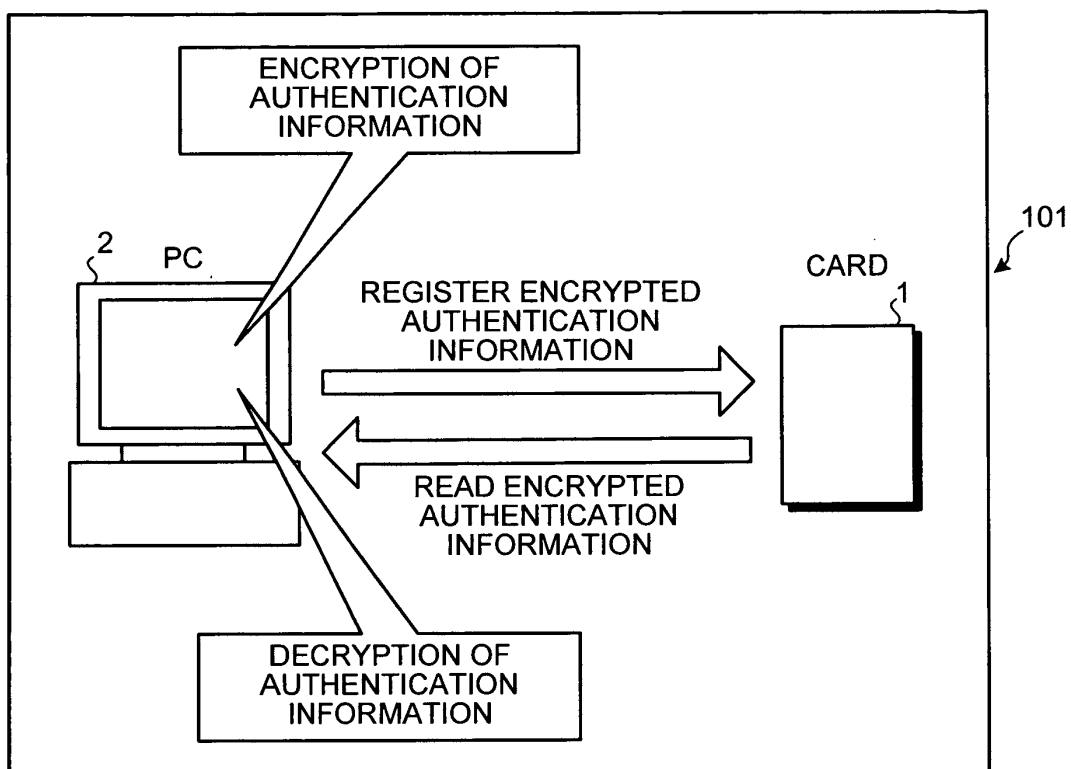 ENCRYPTION OF
AUTHENTICATION
INFORMATION
101
2
PC
CARD
1
REGISTER ENCRYPTED
AUTHENTICATION
INFORMATION
READ ENCRYPTED
AUTHENTICATION
INFORMATION
DECRYPTION OF
AUTHENTICATION
INFORMATION